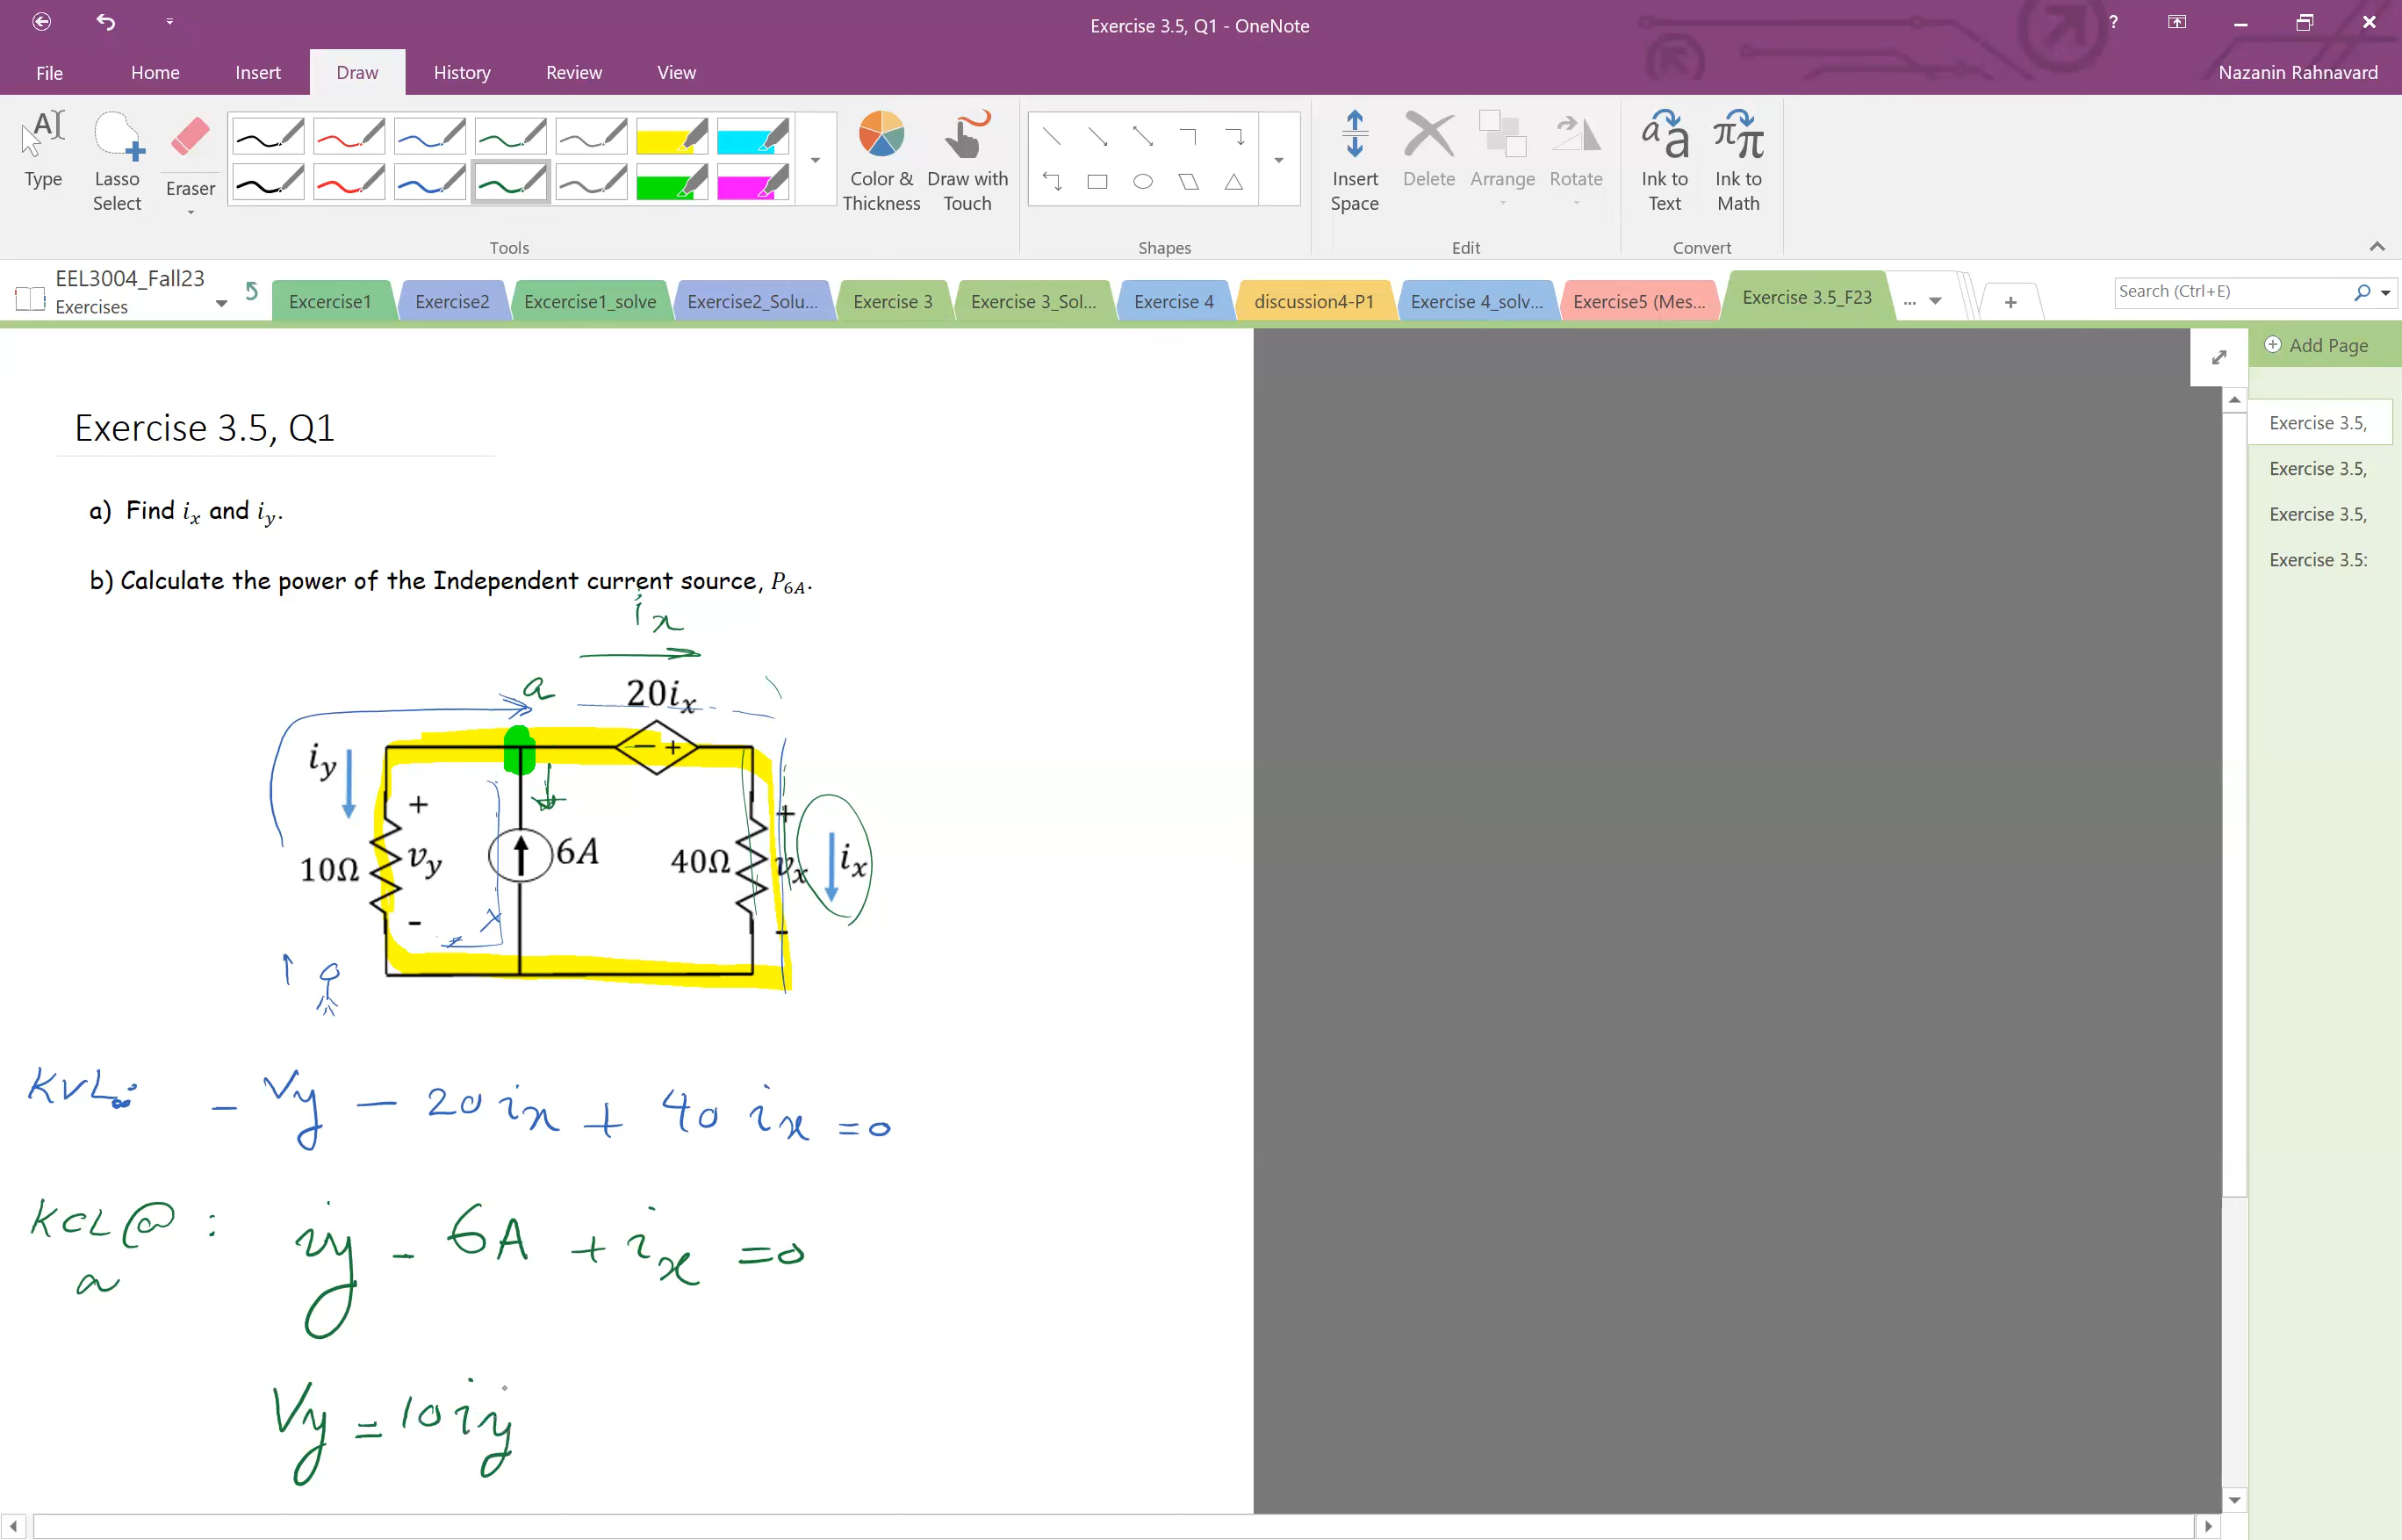 Exercise 3.5, Q1 - OneNote
File Home Insert Draw History Review View
Nazanin Rahnavard
Type
Lasso Select
Eraser
Color & Thickness
Draw with Touch
Insert Space
Delete
Arrange
Rotate
Ink to Text
Ink to Math
Tools
Shapes
Edit
Convert
EEL3004_Fall23
Exercises
Excercise1
Exercise2
Excercise1_solve
Exercise2_Solu...
Exercise 3
Exercise 3_Sol...
Exercise 4
discussion4-P1
Exercise 4_solv...
Exercise5 (Mes...
Exercise 3.5_F23
...
Search (Ctrl+E)
Add Page
Exercise 3.5,
Exercise 3.5,
Exercise 3.5,
Exercise 3.5:
Exercise 3.5, Q1
a) Find iₓ and i_y.
b) Calculate the power of the Independent current source, P_6A.
iₓ
a
20iₓ
i_y
- +
+
+
10Ω
v_y
6A
40Ω
vₓ
iₓ
-
-
KVL: - Vy - 20 ix + 40 ix = 0
KCL @ a : iy - 6A + ix = 0
Vy = 10 iy